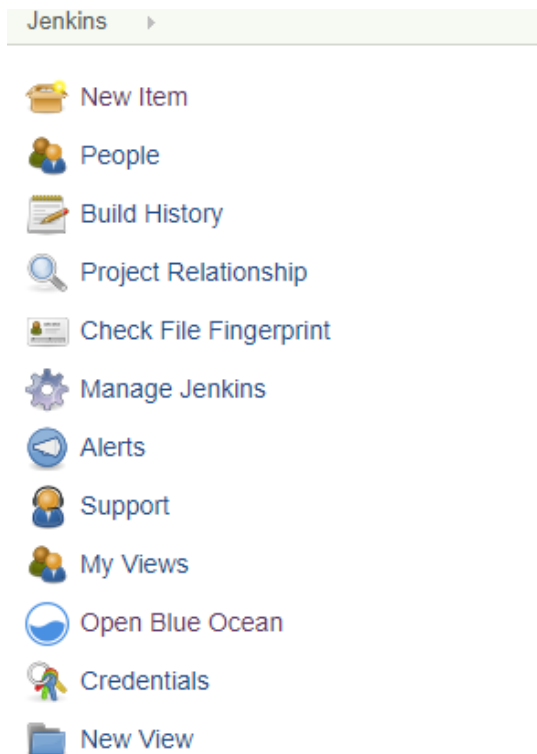 Jenkins
New Item
People
Build History
Project Relationship
Check File Fingerprint
Manage Jenkins
Alerts
Support
My Views
Open Blue Ocean
Credentials
New View